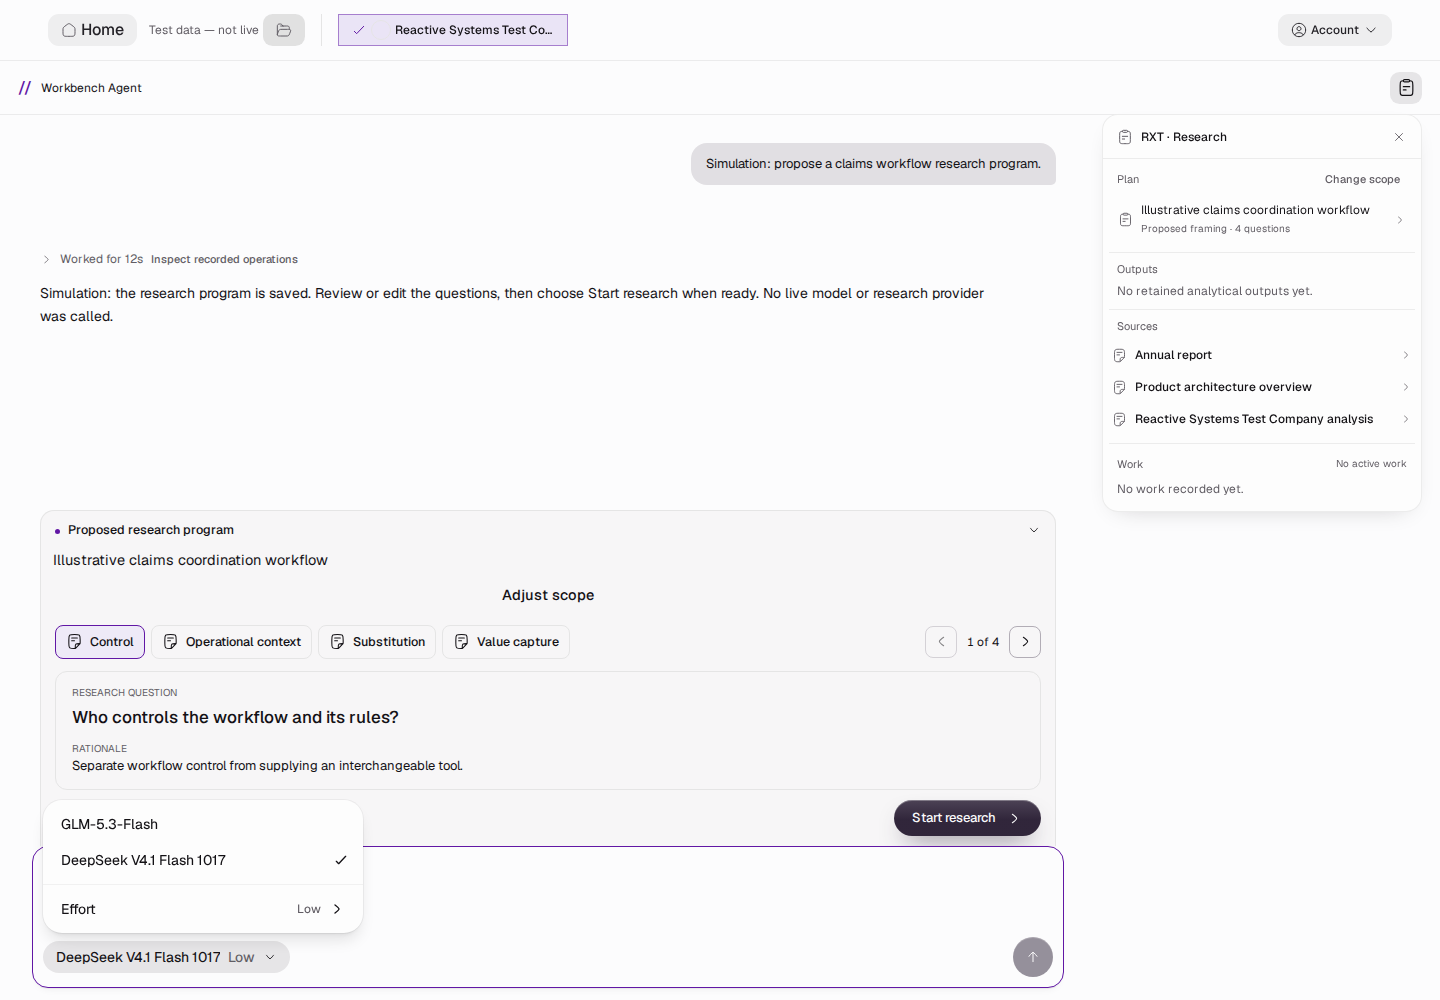 Home
Test data — not live
Reactive Systems Test Co...
Account
// Workbench Agent
Simulation: propose a claims workflow research program.
Worked for 12s Inspect recorded operations
Simulation: the research program is saved. Review or edit the questions, then choose Start research when ready. No live model or research provider
was called.
Proposed research program
Illustrative claims coordination workflow
Adjust scope
Control
Operational context
Substitution
Value capture
1 of 4
RESEARCH QUESTION
Who controls the workflow and its rules?
RATIONALE
Separate workflow control from supplying an interchangeable tool.
Start research
GLM-5.3-Flash
DeepSeek V4.1 Flash 1017
Effort Low
DeepSeek V4.1 Flash 1017 Low
RXT · Research
Plan
Change scope
Illustrative claims coordination workflow
Proposed framing · 4 questions
Outputs
No retained analytical outputs yet.
Sources
Annual report
Product architecture overview
Reactive Systems Test Company analysis
Work
No active work
No work recorded yet.